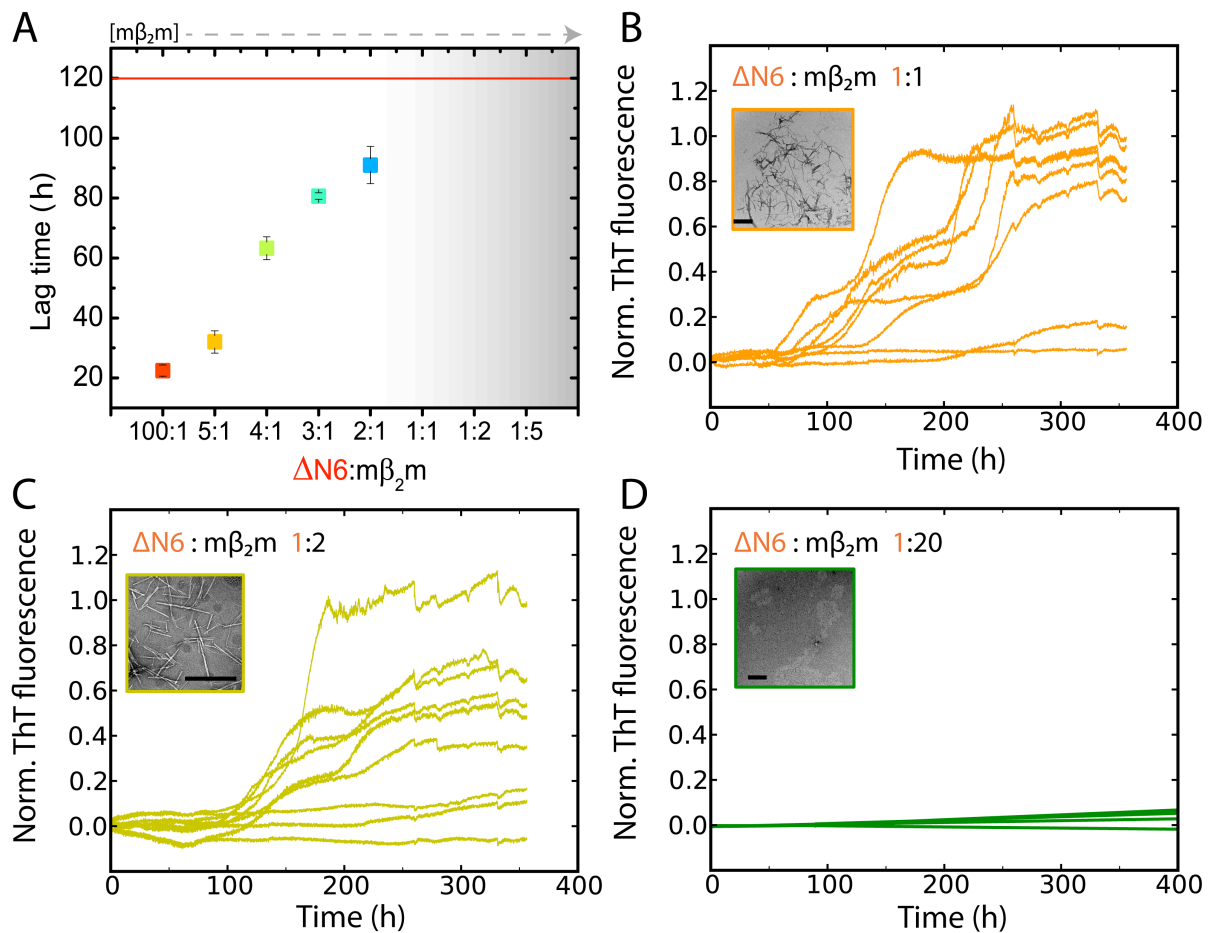 A
[mβ₂m]
Lag time (h)
120
100
80
60
40
20
100:1 5:1 4:1 3:1 2:1 1:1 1:2 1:5
ΔN6:mβ₂m
B
ΔN6 : mβ₂m 1:1
Norm. ThT fluorescence
1.2
1.0
0.8
0.6
0.4
0.2
0.0
0 100 200 300 400
Time (h)
C
ΔN6 : mβ₂m 1:2
Norm. ThT fluorescence
1.2
1.0
0.8
0.6
0.4
0.2
0.0
0 100 200 300 400
Time (h)
D
ΔN6 : mβ₂m 1:20
Norm. ThT fluorescence
1.2
1.0
0.8
0.6
0.4
0.2
0.0
0 100 200 300 400
Time (h)